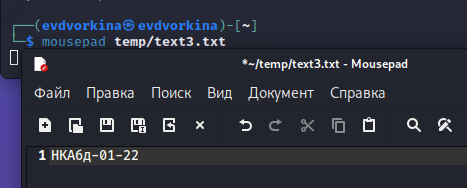 ┌──(evdvorkina㉿evdvorkina)-[~]
└─$ mousepad temp/text3.txt
*~/temp/text3.txt - Mousepad
Файл Правка Поиск Вид Документ Справка
1 НКАбд-01-22